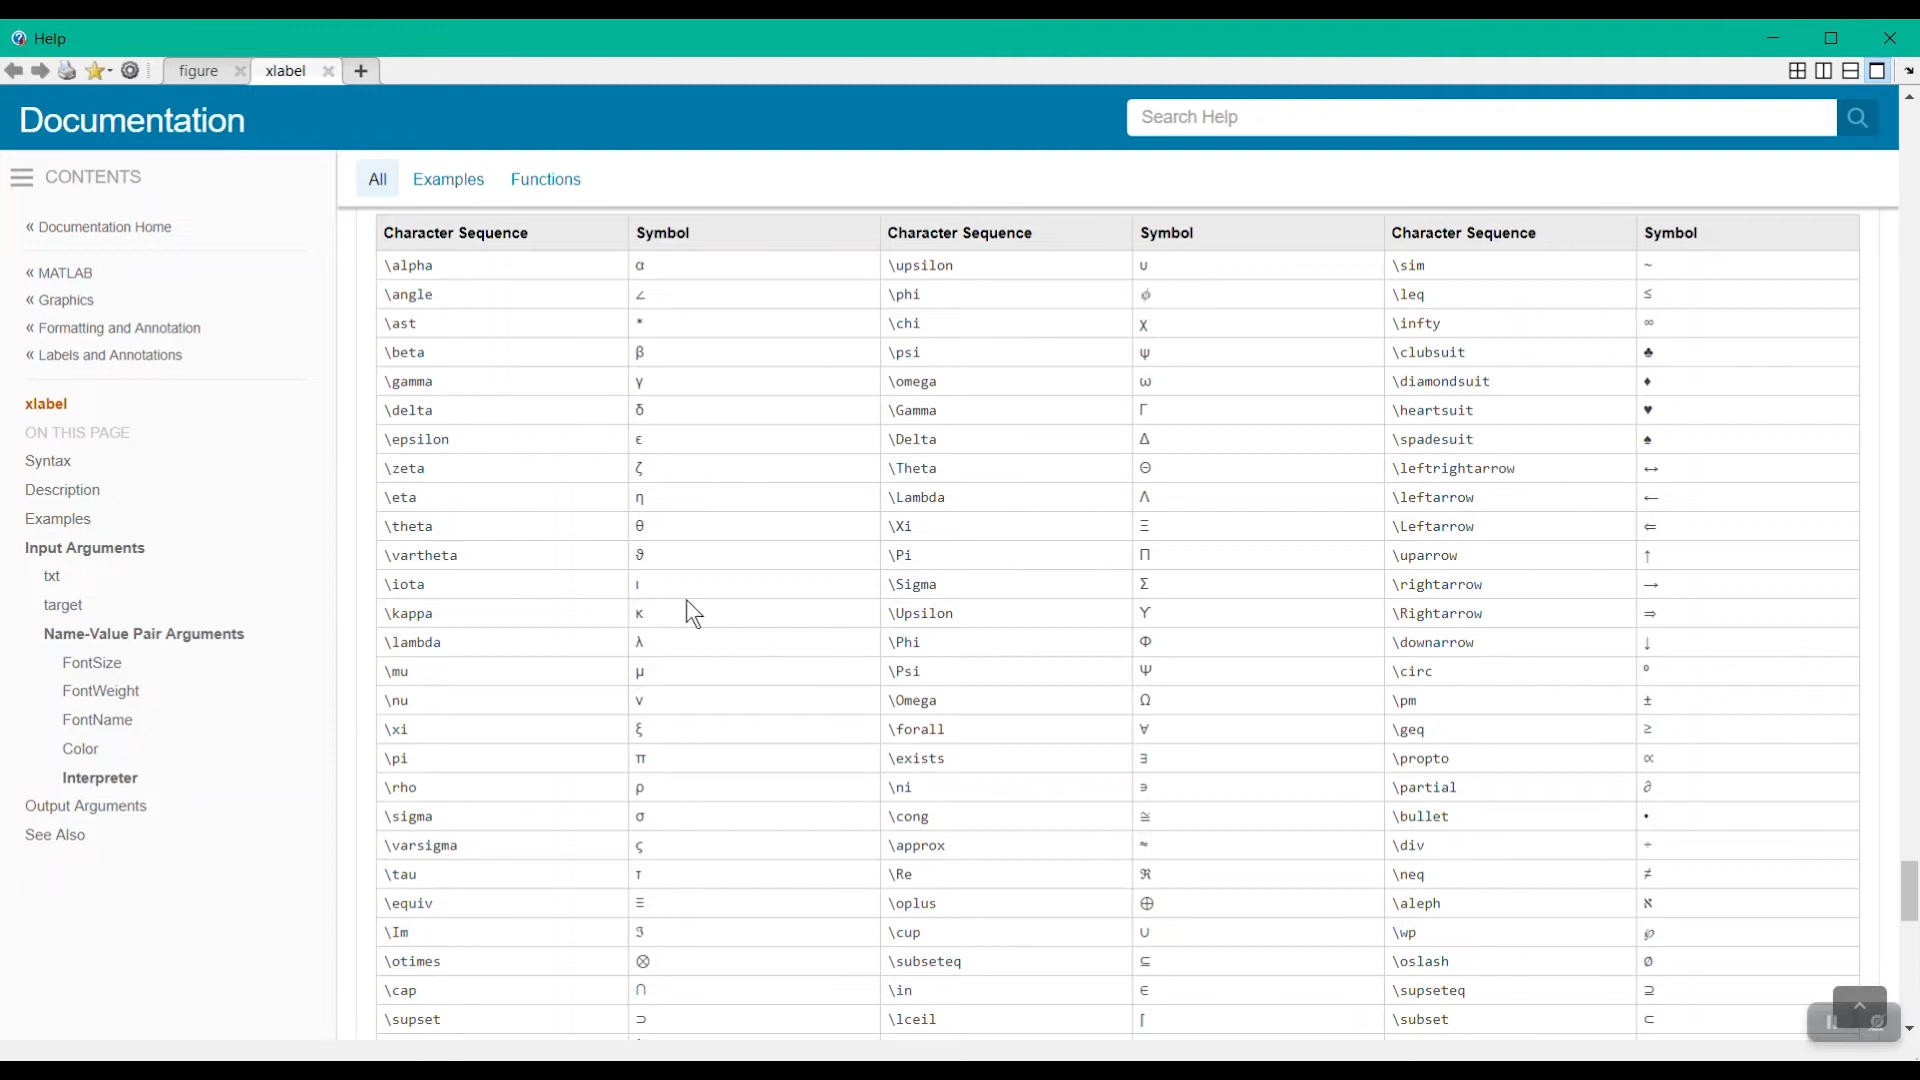 Help
figure
xlabel
Documentation
Search Help
CONTENTS
« Documentation Home
« MATLAB
« Graphics
« Formatting and Annotation
« Labels and Annotations
xlabel
ON THIS PAGE
Syntax
Description
Examples
Input Arguments
txt
target
Name-Value Pair Arguments
FontSize
FontWeight
FontName
Color
Interpreter
Output Arguments
See Also
All Examples Functions
Character Sequence Symbol Character Sequence Symbol Character Sequence Symbol
\alpha α \upsilon υ \sim ~
\angle ∠ \phi ϕ \leq ≤
\ast * \chi χ \infty ∞
\beta β \psi ψ \clubsuit ♣
\gamma γ \omega ω \diamondsuit ♦
\delta δ \Gamma Γ \heartsuit ♥
\epsilon ϵ \Delta Δ \spadesuit ♠
\zeta ζ \Theta Θ \leftrightarrow ↔
\eta η \Lambda Λ \leftarrow ←
\theta θ \Xi Ξ \Leftarrow ⇐
\vartheta ϑ \Pi Π \uparrow ↑
\iota ι \Sigma Σ \rightarrow →
\kappa κ \Upsilon ϒ \Rightarrow ⇒
\lambda λ \Phi Φ \downarrow ↓
\mu µ \Psi Ψ \circ º
\nu ν \Omega Ω \pm ±
\xi ξ \forall ∀ \geq ≥
\pi π \exists ∃ \propto ∝
\rho ρ \ni ∍ \partial ∂
\sigma σ \cong ≅ \bullet •
\varsigma ς \approx ≈ \div ÷
\tau τ \Re ℜ \neq ≠
\equiv ≡ \oplus ⊕ \aleph ℵ
\Im ℑ \cup ∪ \wp ℘
\otimes ⊗ \subseteq ⊆ \oslash ∅
\cap ∩ \in ∈ \supseteq ⊇
\supset ⊃ \lceil ⌈ \subset ⊂